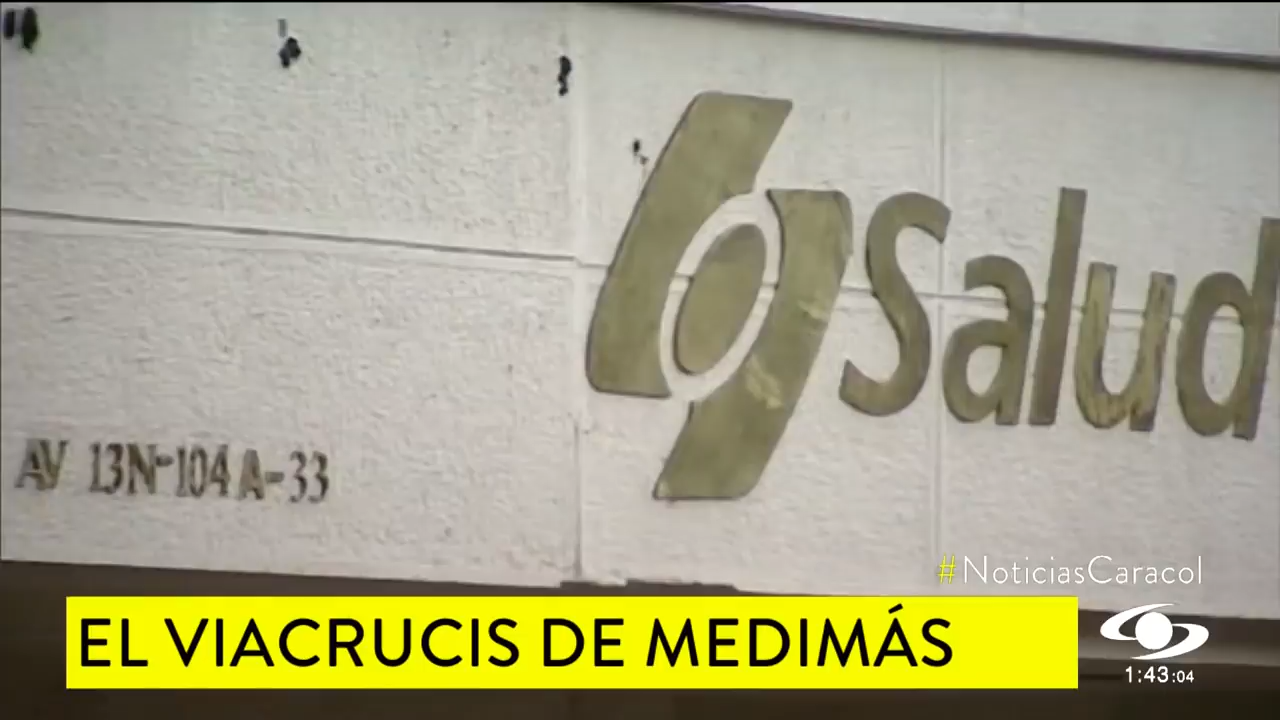 Salud
AV 13N-104 A-33
#NoticiasCaracol
EL VIACRUCIS DE MEDIMÁS
1:43:04